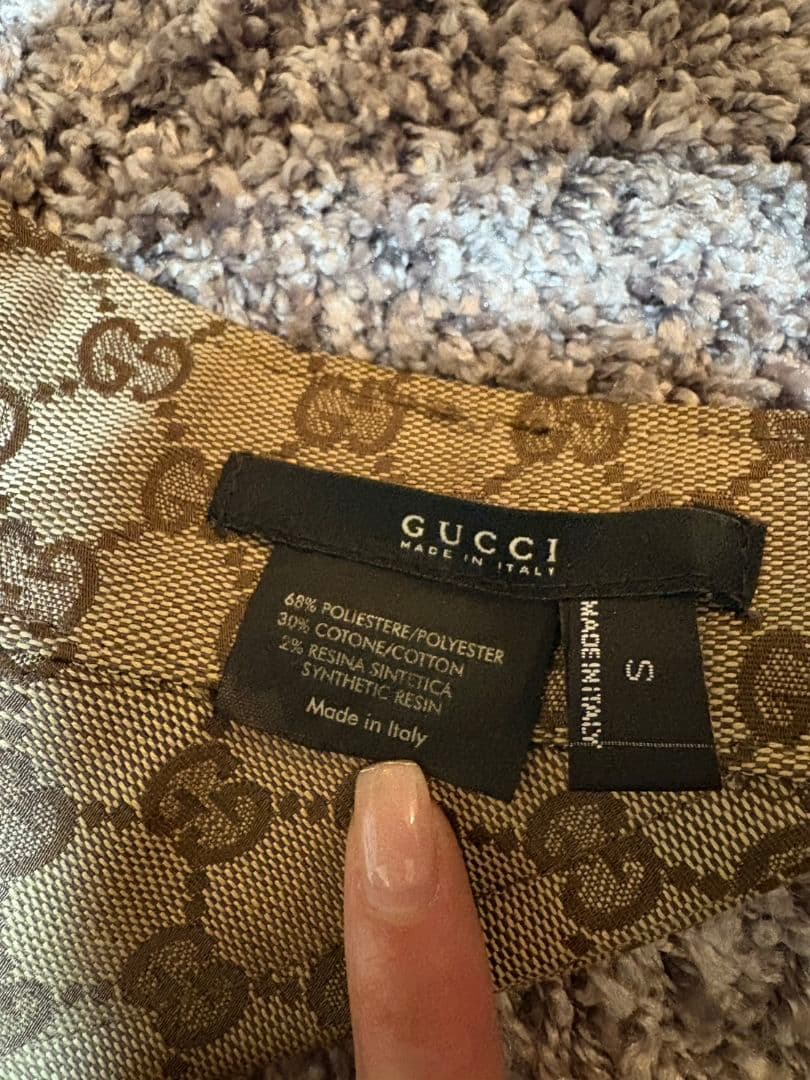 GUCCI
MADE IN ITALY
68% POLIESTERE/POLYESTER
30% COTONE/COTTON
2% RESINA SINTETICA
SYNTHETIC RESIN
Made in Italy
MADE IN ITALY
S